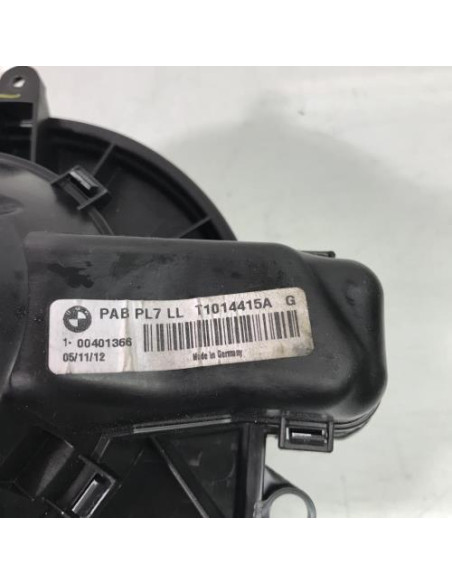 PAB PL7 LL T1014415A G
1- 00401366
05/11/12 Made in Germany